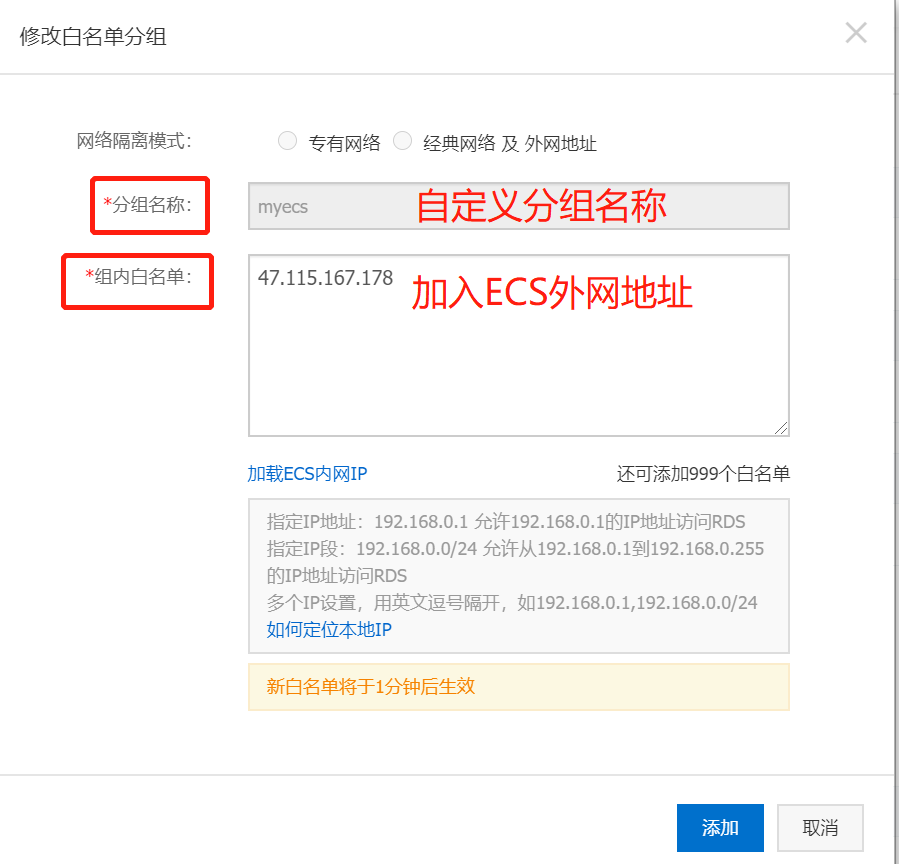 修改白名单分组
网络隔离模式： 专有网络 经典网络 及 外网地址
*分组名称： myecs 自定义分组名称
*组内白名单： 47.115.167.178 加入ECS外网地址
加载ECS内网IP 还可添加999个白名单
指定IP地址：192.168.0.1 允许192.168.0.1的IP地址访问RDS
指定IP段：192.168.0.0/24 允许从192.168.0.1到192.168.0.255
的IP地址访问RDS
多个IP设置，用英文逗号隔开，如192.168.0.1,192.168.0.0/24
如何定位本地IP
新白名单将于1分钟后生效
添加 取消